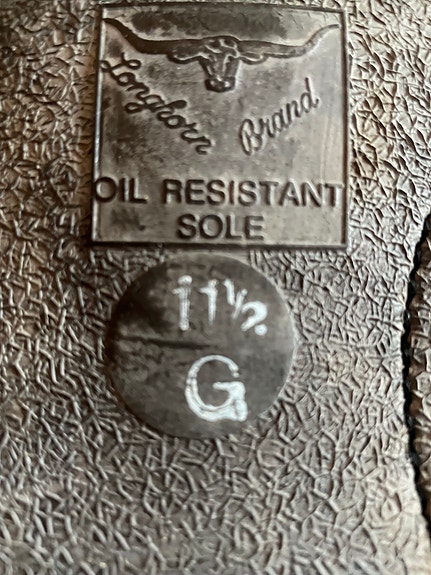 Longhorn Brand
OIL RESISTANT
SOLE
11½
G